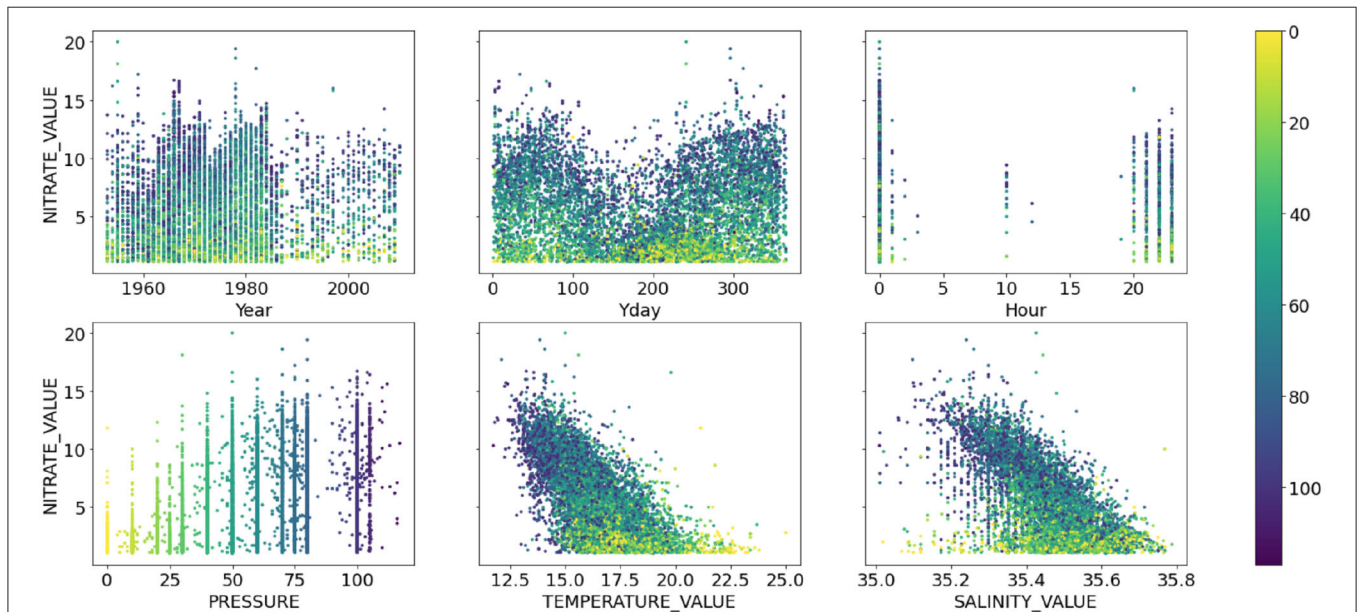 NITRATE_VALUE
20
15
10
5
1960 1980 2000
Year
0 100 200 300
Yday
0 5 10 15 20
Hour
NITRATE_VALUE
20
15
10
5
0 25 50 75 100
PRESSURE
12.5 15.0 17.5 20.0 22.5 25.0
TEMPERATURE_VALUE
35.0 35.2 35.4 35.6 35.8
SALINITY_VALUE
0
20
40
60
80
100